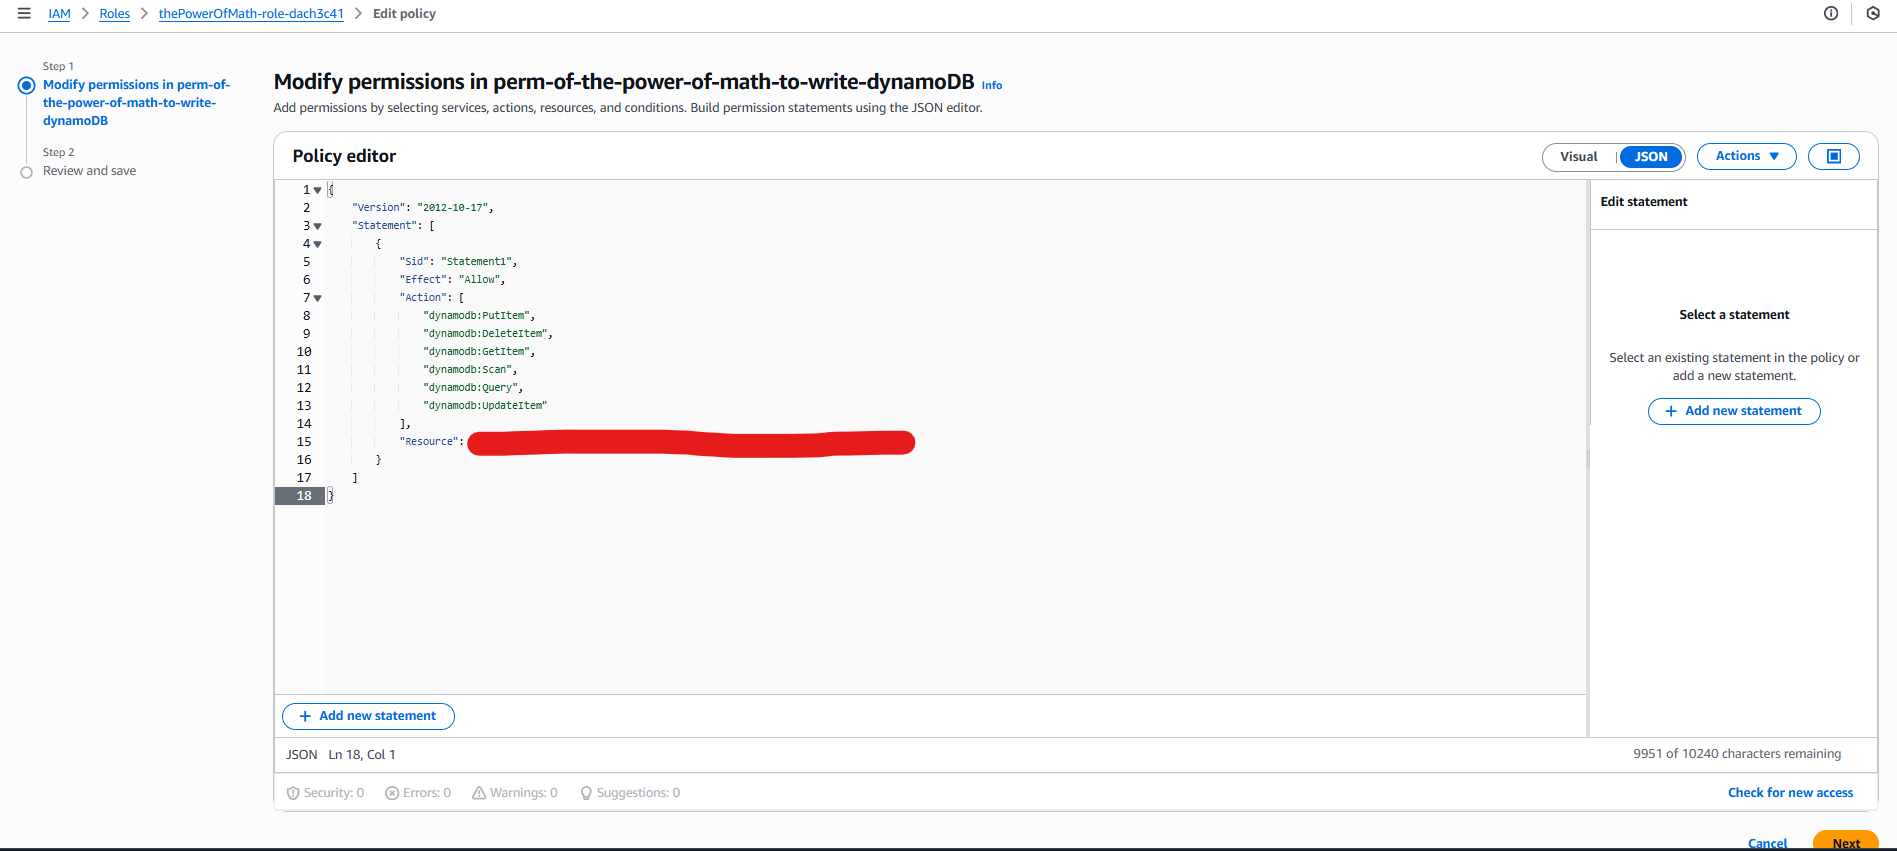 IAM > Roles > thePowerOfMath-role-dach3c41 > Edit policy
Step 1
Modify permissions in perm-of-
the-power-of-math-to-write-
dynamoDB
Step 2
Review and save
Modify permissions in perm-of-the-power-of-math-to-write-dynamoDB Info
Add permissions by selecting services, actions, resources, and conditions. Build permission statements using the JSON editor.
Policy editor
Visual JSON Actions
1 {
2 "Version": "2012-10-17",
3 "Statement": [
4 {
5 "Sid": "Statement1",
6 "Effect": "Allow",
7 "Action": [
8 "dynamodb:PutItem",
9 "dynamodb:DeleteItem",
10 "dynamodb:GetItem",
11 "dynamodb:Scan",
12 "dynamodb:Query",
13 "dynamodb:UpdateItem"
14 ],
15 "Resource":
16 }
17 ]
18 }
Edit statement
Select a statement
Select an existing statement in the policy or
add a new statement.
+ Add new statement
+ Add new statement
JSON Ln 18, Col 1
9951 of 10240 characters remaining
Security: 0 Errors: 0 Warnings: 0 Suggestions: 0
Check for new access
Cancel Next